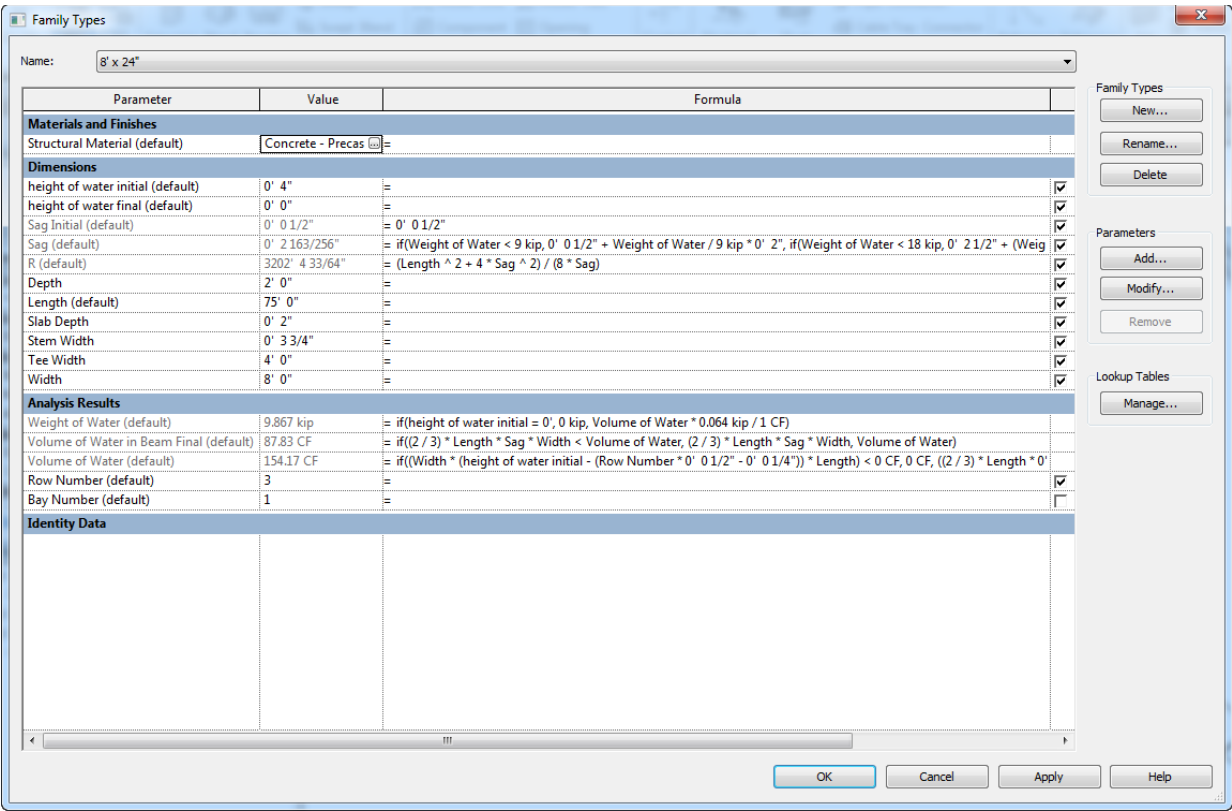 Family Types
Name: 8' x 24"
Parameter Value Formula
Materials and Finishes
Structural Material (default) Concrete - Precas ... =
Dimensions
height of water initial (default) 0' 4" =
height of water final (default) 0' 0" =
Sag Initial (default) 0' 0 1/2" = 0' 0 1/2"
Sag (default) 0' 2 163/256" = if(Weight of Water < 9 kip, 0' 0 1/2" + Weight of Water / 9 kip * 0' 2", if(Weight of Water < 18 kip, 0' 2 1/2" + (Weig
R (default) 3202' 4 33/64" = (Length ^ 2 + 4 * Sag ^ 2) / (8 * Sag)
Depth 2' 0" =
Length (default) 75' 0" =
Slab Depth 0' 2" =
Stem Width 0' 3 3/4" =
Tee Width 4' 0" =
Width 8' 0" =
Analysis Results
Weight of Water (default) 9.867 kip = if(height of water initial = 0', 0 kip, Volume of Water * 0.064 kip / 1 CF)
Volume of Water in Beam Final (default) 87.83 CF = if((2 / 3) * Length * Sag * Width < Volume of Water, (2 / 3) * Length * Sag * Width, Volume of Water)
Volume of Water (default) 154.17 CF = if((Width * (height of water initial - (Row Number * 0' 0 1/2" - 0' 0 1/4")) * Length) < 0 CF, 0 CF, ((2 / 3) * Length * 0'
Row Number (default) 3 =
Bay Number (default) 1 =
Identity Data
Family Types
New...
Rename...
Delete
Parameters
Add...
Modify...
Remove
Lookup Tables
Manage...
OK Cancel Apply Help